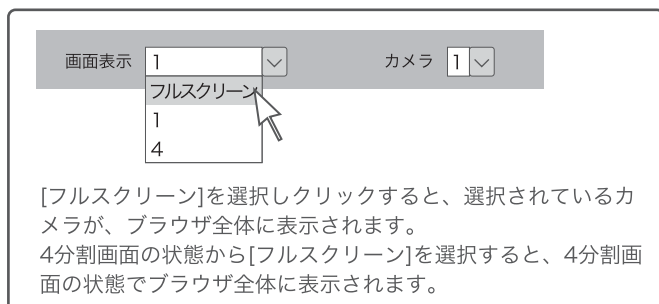 画面表示 1 カメラ 1
フルスクリーン
1
4
[フルスクリーン]を選択しクリックすると、選択されているカ
メラが、ブラウザ全体に表示されます。
4分割画面の状態から[フルスクリーン]を選択すると、4分割画
面の状態でブラウザ全体に表示されます。